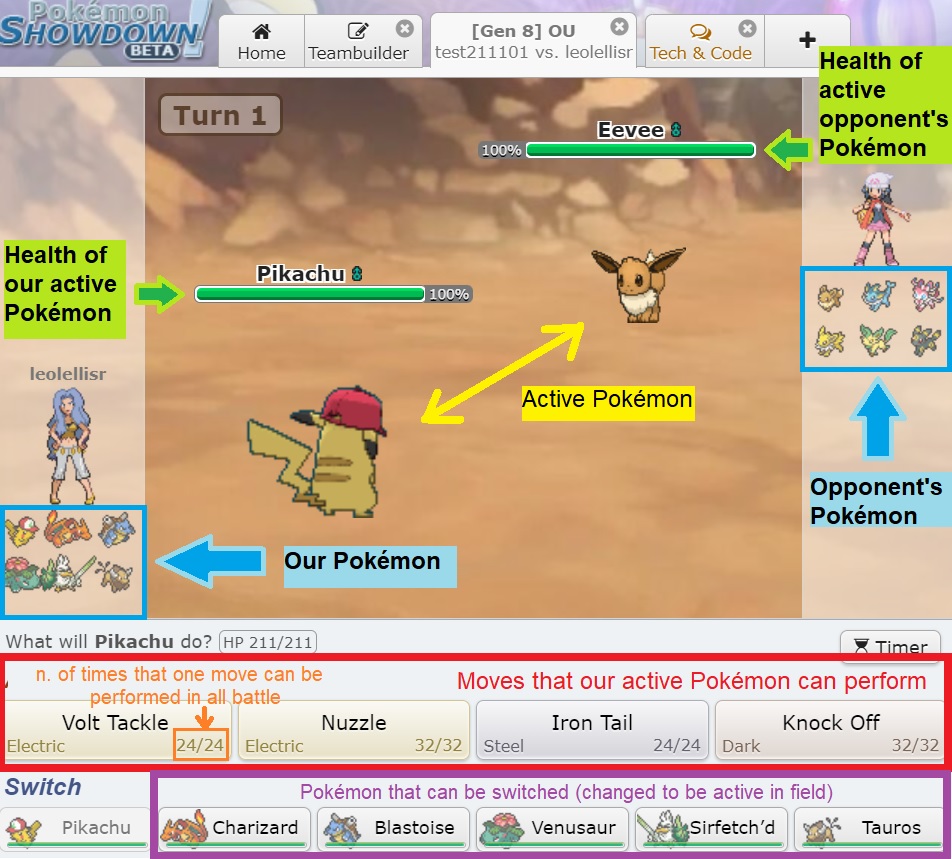 Pokémon
SHOWDOWN!
BETA
Home
Teambuilder
[Gen 8] OU
test211101 vs. leolellisr
Tech & Code
+
Health of
active
opponent's
Pokémon
Turn 1
Eevee
100%
Health of
our active
Pokémon
Pikachu
100%
leolellisr
Active Pokémon
Opponent's
Pokémon
Our Pokémon
What will Pikachu do? HP 211/211
Timer
n. of times that one move can be
performed in all battle
Moves that our active Pokémon can perform
Volt Tackle
Electric 24/24
Nuzzle
Electric 32/32
Iron Tail
Steel 24/24
Knock Off
Dark 32/32
Switch
Pokémon that can be switched (changed to be active in field)
Pikachu
Charizard
Blastoise
Venusaur
Sirfetch’d
Tauros